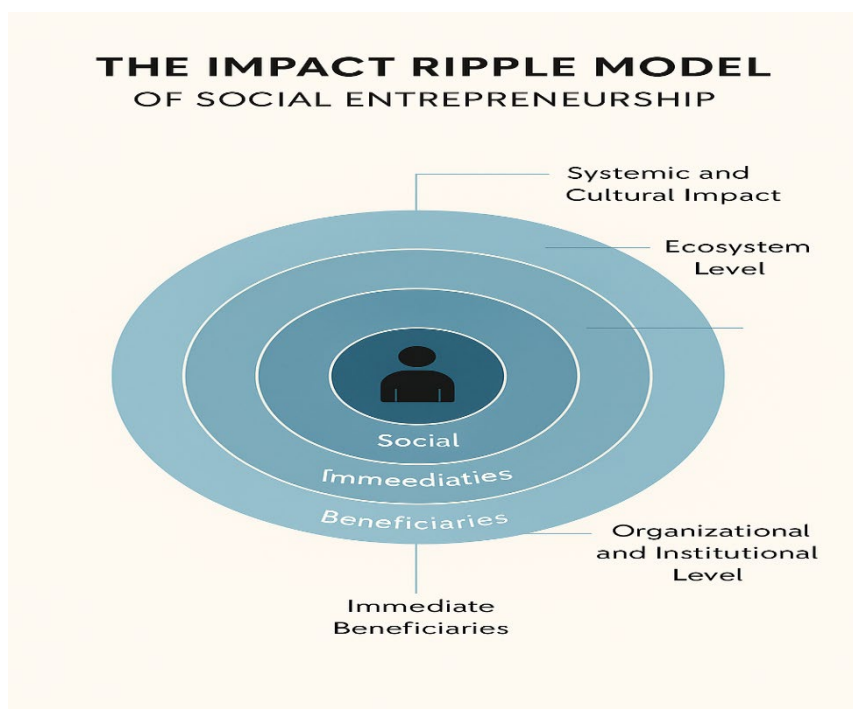 THE IMPACT RIPPLE MODEL
OF SOCIAL ENTREPRENEURSHIP
Systemic and
Cultural Impact
Ecosystem
Level
Social
Immeediaties
Beneficiaries
Organizational
and Institutional
Level
Immediate
Beneficiaries